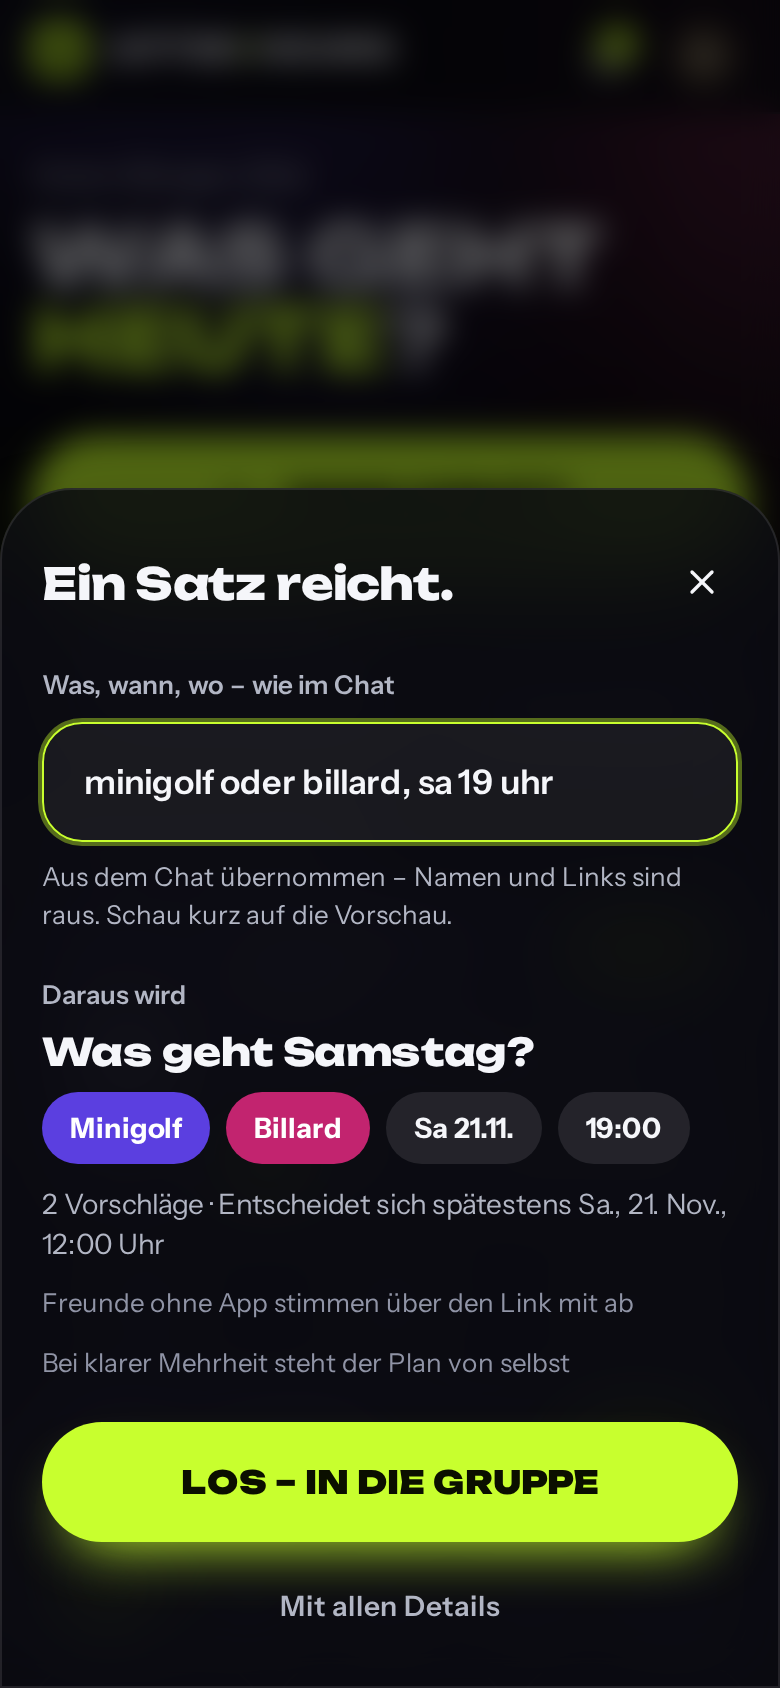 WAS GEHT
HEUTE?
Ein Satz reicht.
Was, wann, wo – wie im Chat
minigolf oder billard, sa 19 uhr
Aus dem Chat übernommen – Namen und Links sind
raus. Schau kurz auf die Vorschau.
Daraus wird
Was geht Samstag?
Minigolf Billard Sa 21.11. 19:00
2 Vorschläge · Entscheidet sich spätestens Sa., 21. Nov.,
12:00 Uhr
Freunde ohne App stimmen über den Link mit ab
Bei klarer Mehrheit steht der Plan von selbst
LOS – IN DIE GRUPPE
Mit allen Details